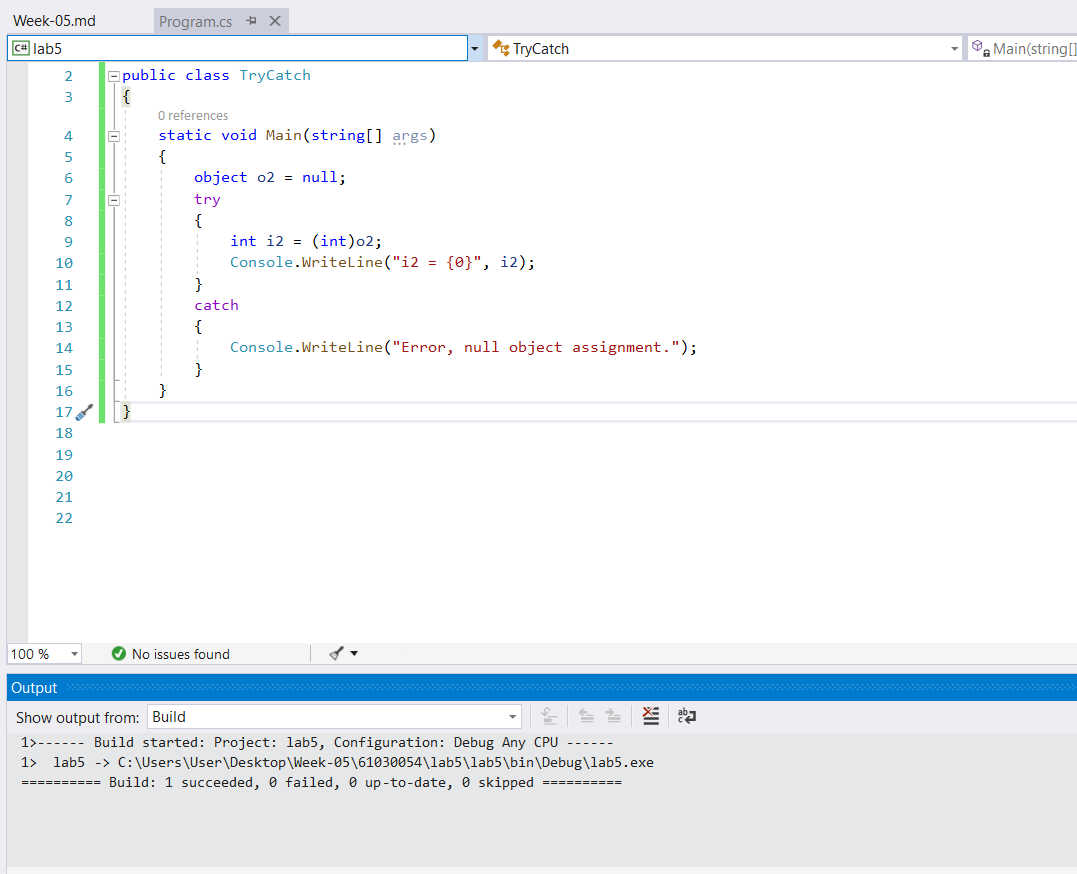 Week-05.md Program.cs
C# lab5 TryCatch Main(string[]
2 public class TryCatch
3 {
0 references
4 static void Main(string[] args)
5 {
6 object o2 = null;
7 try
8 {
9 int i2 = (int)o2;
10 Console.WriteLine("i2 = {0}", i2);
11 }
12 catch
13 {
14 Console.WriteLine("Error, null object assignment.");
15 }
16 }
17 }
18
19
20
21
22
100 % No issues found
Output
Show output from: Build
1>------ Build started: Project: lab5, Configuration: Debug Any CPU ------
1>  lab5 -> C:\Users\User\Desktop\Week-05\61030054\lab5\lab5\bin\Debug\lab5.exe
========== Build: 1 succeeded, 0 failed, 0 up-to-date, 0 skipped ==========